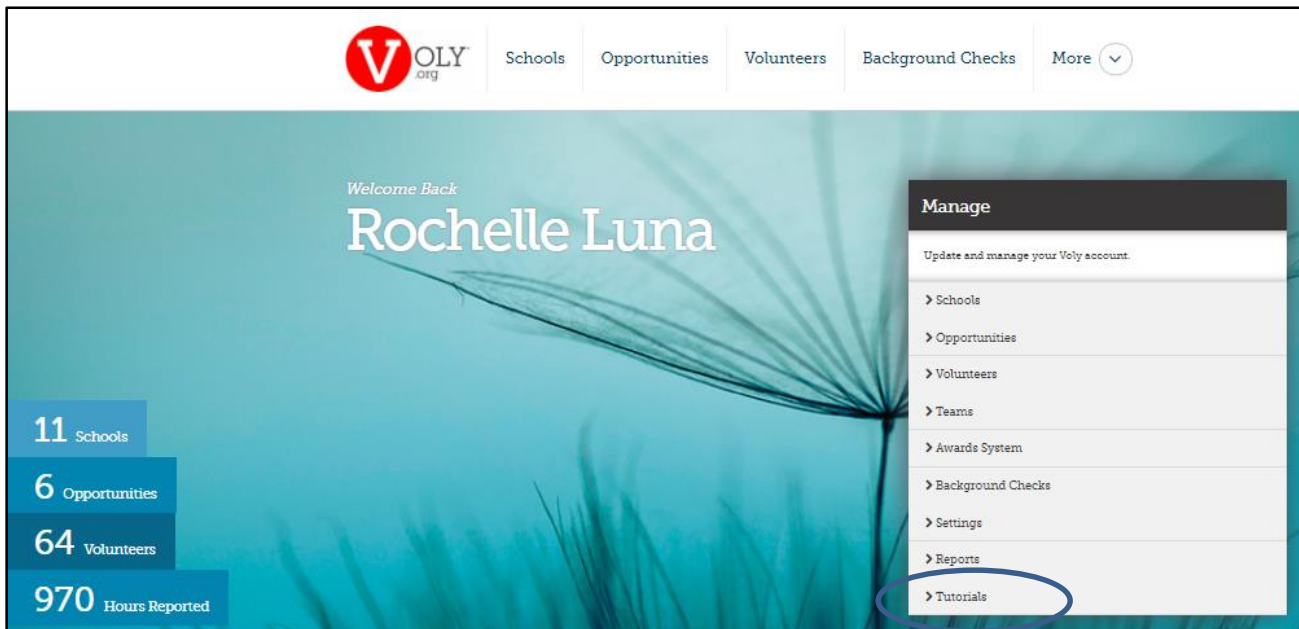 VOLY
.org
Schools
Opportunities
Volunteers
Background Checks
More
Welcome Back
Rochelle Luna
11 Schools
6 Opportunities
64 Volunteers
970 Hours Reported
Manage
Update and manage your Voly account.
> Schools
> Opportunities
> Volunteers
> Teams
> Awards System
> Background Checks
> Settings
> Reports
> Tutorials